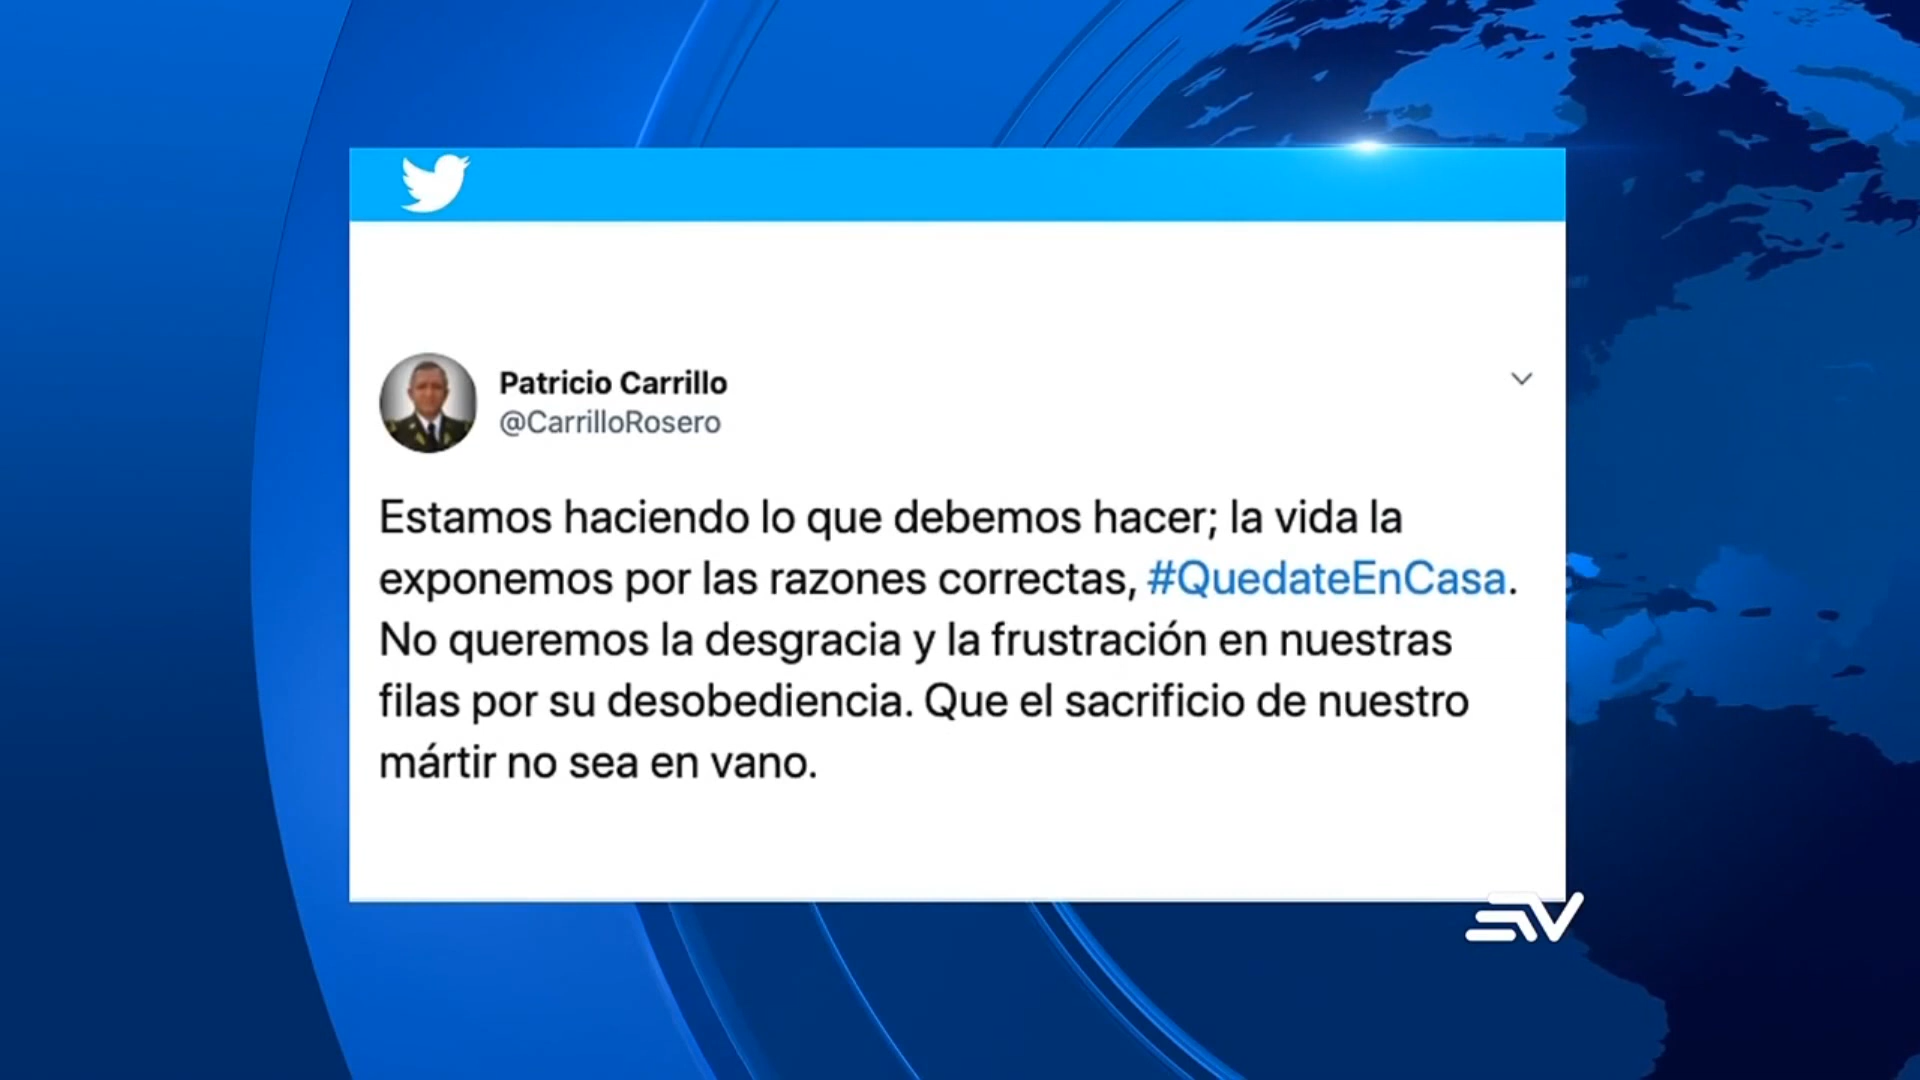 Patricio Carrillo
@CarrilloRosero
Estamos haciendo lo que debemos hacer; la vida la
exponemos por las razones correctas, #QuedateEnCasa.
No queremos la desgracia y la frustración en nuestras
filas por su desobediencia. Que el sacrificio de nuestro
mártir no sea en vano.
EV